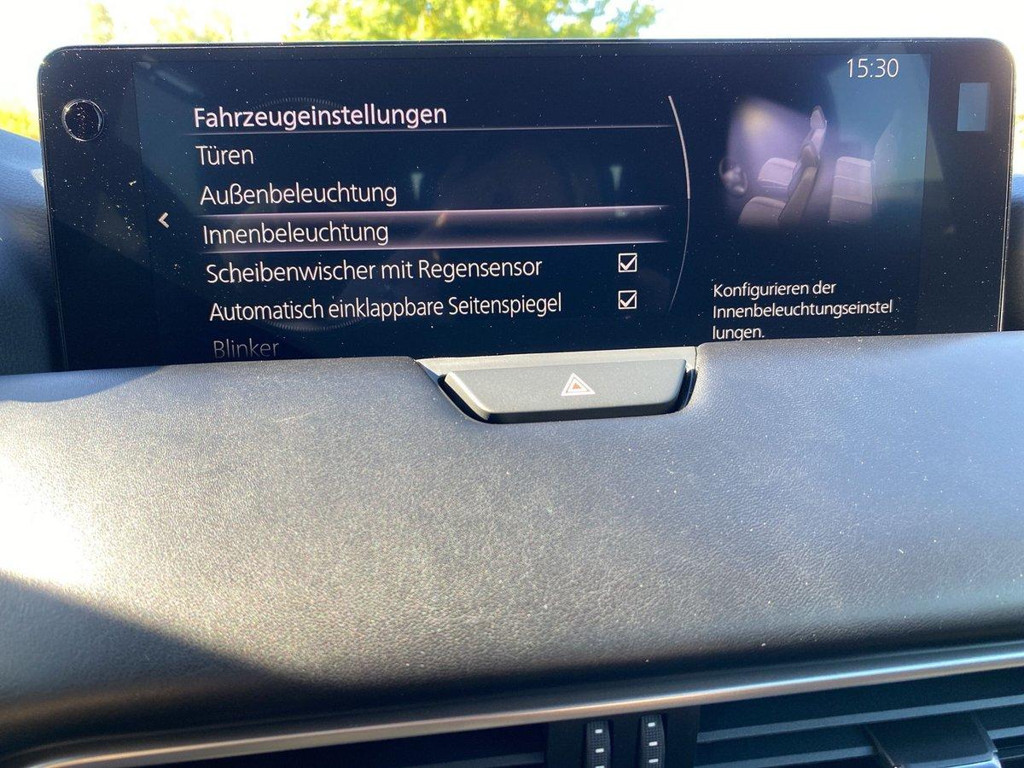 15:30
Fahrzeugeinstellungen
Türen
Außenbeleuchtung
Innenbeleuchtung
Scheibenwischer mit Regensensor
Automatisch einklappbare Seitenspiegel
Blinker
Konfigurieren der
Innenbeleuchtungseinstel
lungen.